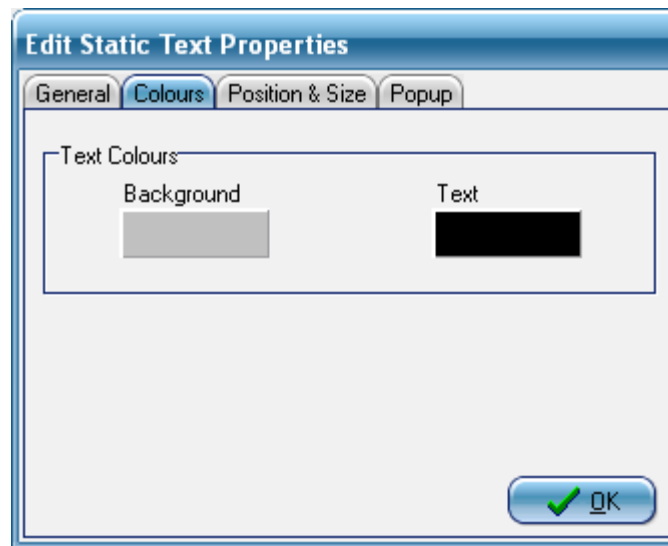 Edit Static Text Properties
General Colours Position & Size Popup
Text Colours
Background Text
OK